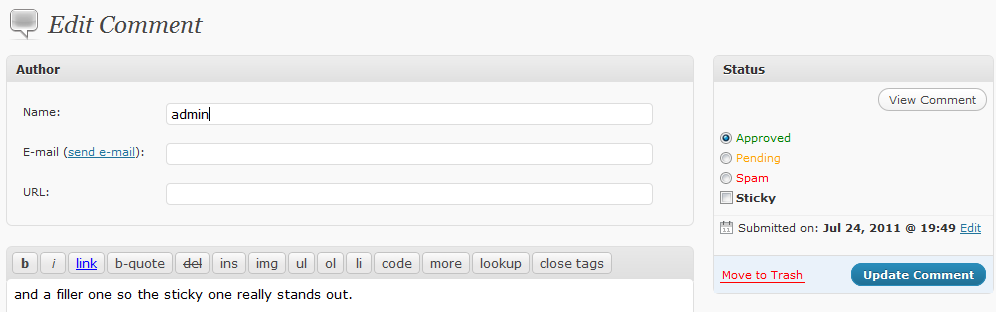 Edit Comment
Author
Name:
admin
E-mail (send e-mail):
URL:
b i link b-quote del ins img ul ol li code more lookup close tags
and a filler one so the sticky one really stands out.
Status
View Comment
Approved
Pending
Spam
Sticky
Submitted on: Jul 24, 2011 @ 19:49 Edit
Move to Trash Update Comment